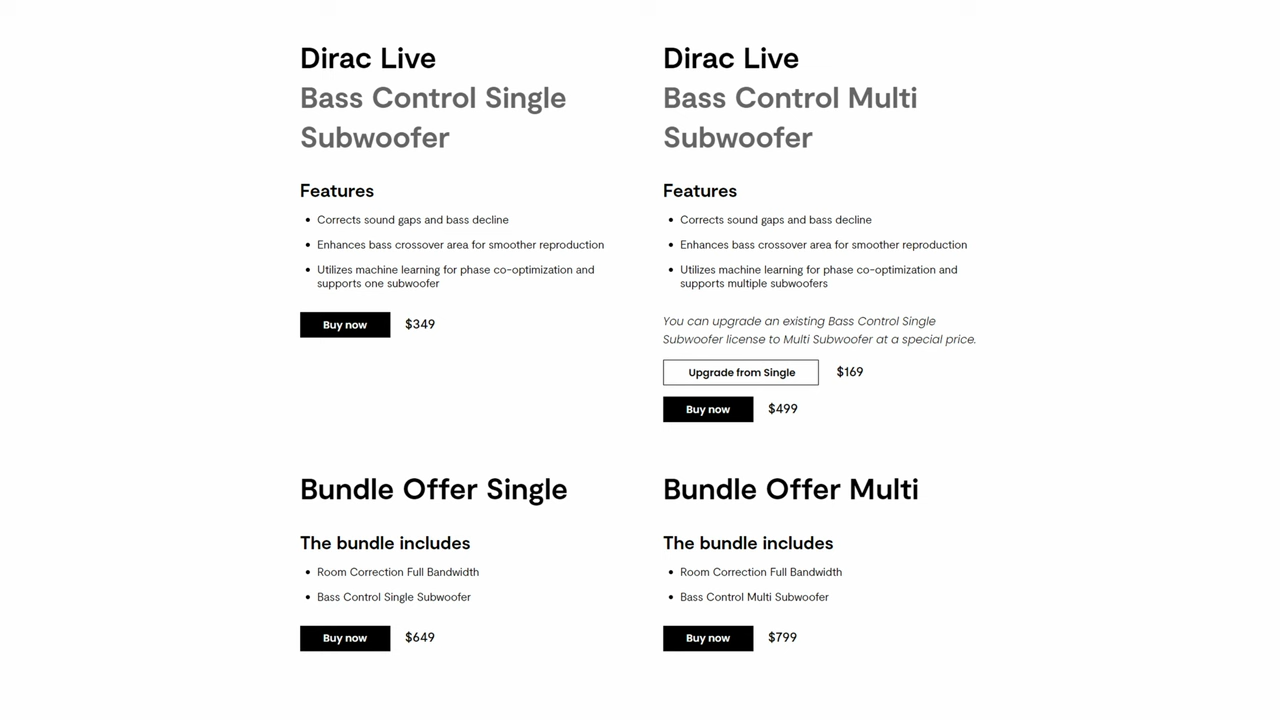 Dirac Live
Bass Control Single
Subwoofer
Features
• Corrects sound gaps and bass decline
• Enhances bass crossover area for smoother reproduction
• Utilizes machine learning for phase co-optimization and
supports one subwoofer
Buy now $349
Dirac Live
Bass Control Multi
Subwoofer
Features
• Corrects sound gaps and bass decline
• Enhances bass crossover area for smoother reproduction
• Utilizes machine learning for phase co-optimization and
supports multiple subwoofers
You can upgrade an existing Bass Control Single
Subwoofer license to Multi Subwoofer at a special price.
Upgrade from Single $169
Buy now $499
Bundle Offer Single
The bundle includes
• Room Correction Full Bandwidth
• Bass Control Single Subwoofer
Buy now $649
Bundle Offer Multi
The bundle includes
• Room Correction Full Bandwidth
• Bass Control Multi Subwoofer
Buy now $799